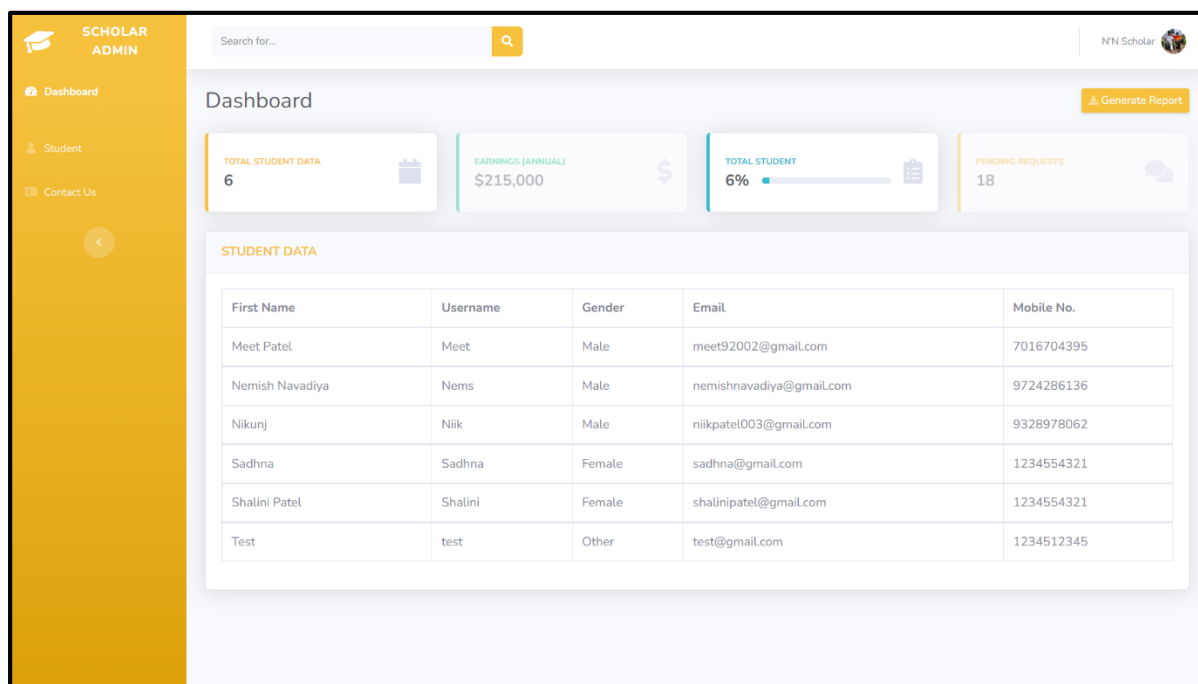 SCHOLAR
ADMIN
Search for...
N'N Scholar
Dashboard
Student
Contact Us
Dashboard
Generate Report
TOTAL STUDENT DATA
6
EARNINGS (ANNUAL)
$215,000
TOTAL STUDENT
6%
PENDING REQUESTS
18
STUDENT DATA
First Name Username Gender Email Mobile No.
Meet Patel Meet Male meet92002@gmail.com 7016704395
Nemish Navadiya Nems Male nemishnavadiya@gmail.com 9724286136
Nikunj Niik Male niikpatel003@gmail.com 9328978062
Sadhna Sadhna Female sadhna@gmail.com 1234554321
Shalini Patel Shalini Female shalinipatel@gmail.com 1234554321
Test test Other test@gmail.com 1234512345